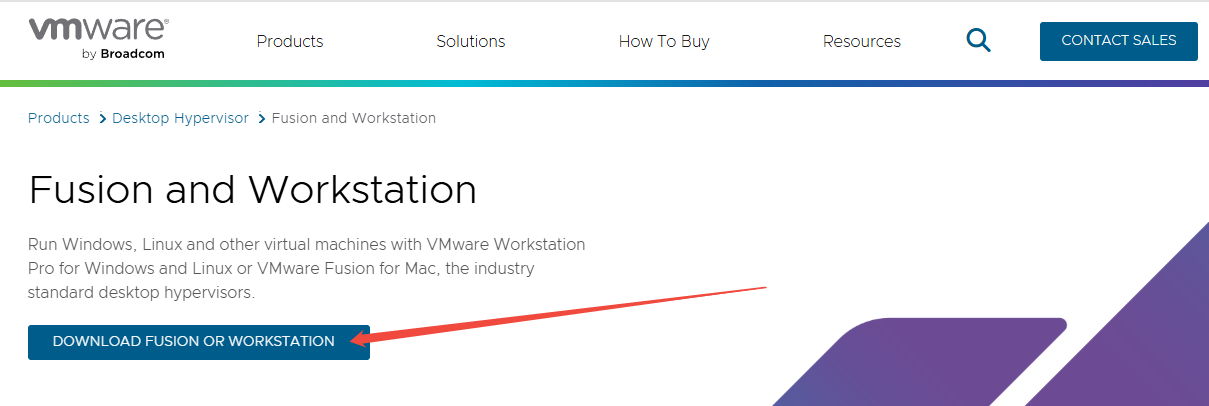 vmware®
by Broadcom
Products
Solutions
How To Buy
Resources
CONTACT SALES
Products > Desktop Hypervisor > Fusion and Workstation
Fusion and Workstation
Run Windows, Linux and other virtual machines with VMware Workstation
Pro for Windows and Linux or VMware Fusion for Mac, the industry
standard desktop hypervisors.
DOWNLOAD FUSION OR WORKSTATION